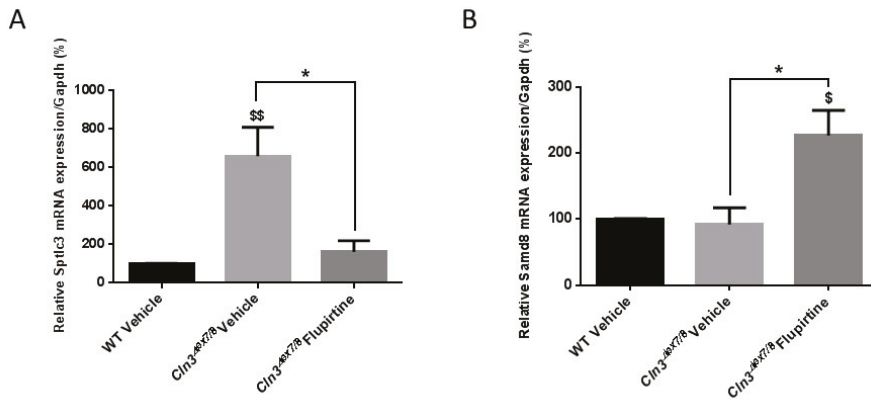 A
Relative Sptlc3 mRNA expression/Gapdh (%)
1000
800
600
400
200
0
$$
*
WT Vehicle
Cln3Δex7/8 Vehicle
Cln3Δex7/8 Flupirtine
B
Relative Samd8 mRNA expression/Gapdh (%)
300
200
100
0
*
$
WT Vehicle
Cln3Δex7/8 Vehicle
Cln3Δex7/8 Flupirtine